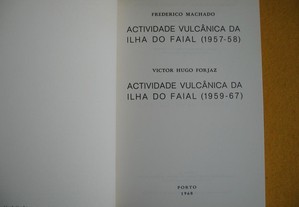 FREDERICO MACHADO
ACTIVIDADE VULCÂNICA DA
ILHA DO FAIAL (1957-58)
VICTOR HUGO FORJAZ
ACTIVIDADE VULCÂNICA DA
ILHA DO FAIAL (1959-67)
PORTO
1968